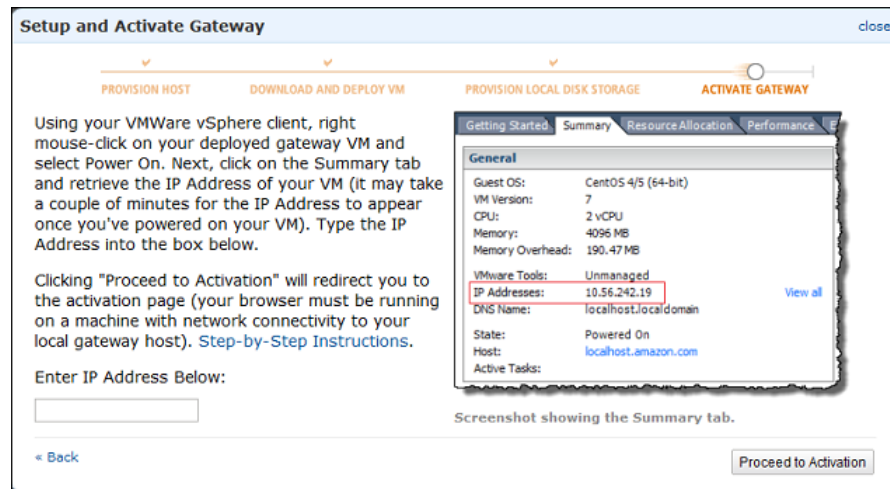 Setup and Activate Gateway
close
PROVISION HOST
DOWNLOAD AND DEPLOY VM
PROVISION LOCAL DISK STORAGE
ACTIVATE GATEWAY
Using your VMWare vSphere client, right
mouse-click on your deployed gateway VM and
select Power On. Next, click on the Summary tab
and retrieve the IP Address of your VM (it may take
a couple of minutes for the IP Address to appear
once you've powered on your VM). Type the IP
Address into the box below.
Clicking "Proceed to Activation" will redirect you to
the activation page (your browser must be running
on a machine with network connectivity to your
local gateway host). Step-by-Step Instructions.
Enter IP Address Below:
Getting Started Summary Resource Allocation Performance E
General
Guest OS: CentOS 4/5 (64-bit)
VM Version: 7
CPU: 2 vCPU
Memory: 4096 MB
Memory Overhead: 190.47 MB
VMware Tools: Unmanaged
IP Addresses: 10.56.242.19 View all
DNS Name: localhost.localdomain
State: Powered On
Host: localhost.amazon.com
Active Tasks:
Screenshot showing the Summary tab.
« Back
Proceed to Activation